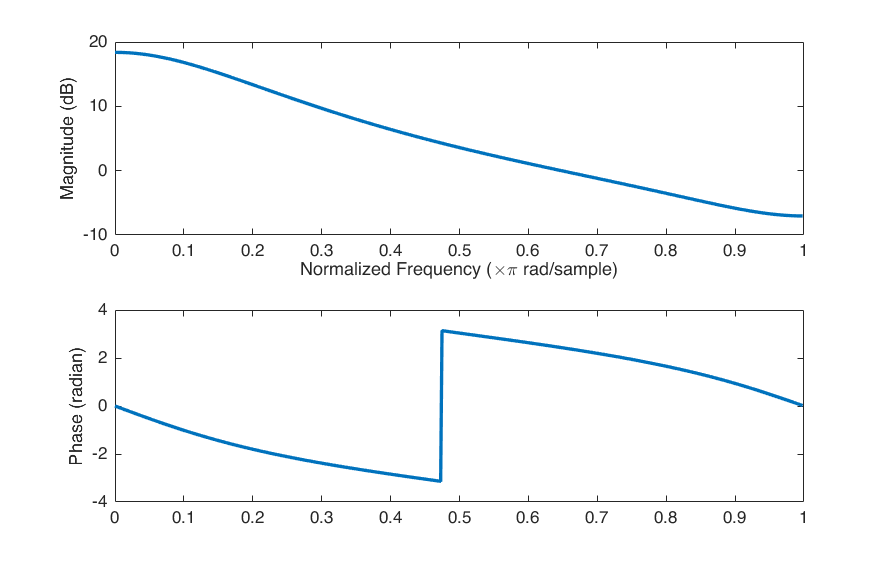 Magnitude (dB)
20
10
0
-10
0 0.1 0.2 0.3 0.4 0.5 0.6 0.7 0.8 0.9 1
Normalized Frequency (×π rad/sample)
Phase (radian)
4
2
0
-2
-4
0 0.1 0.2 0.3 0.4 0.5 0.6 0.7 0.8 0.9 1